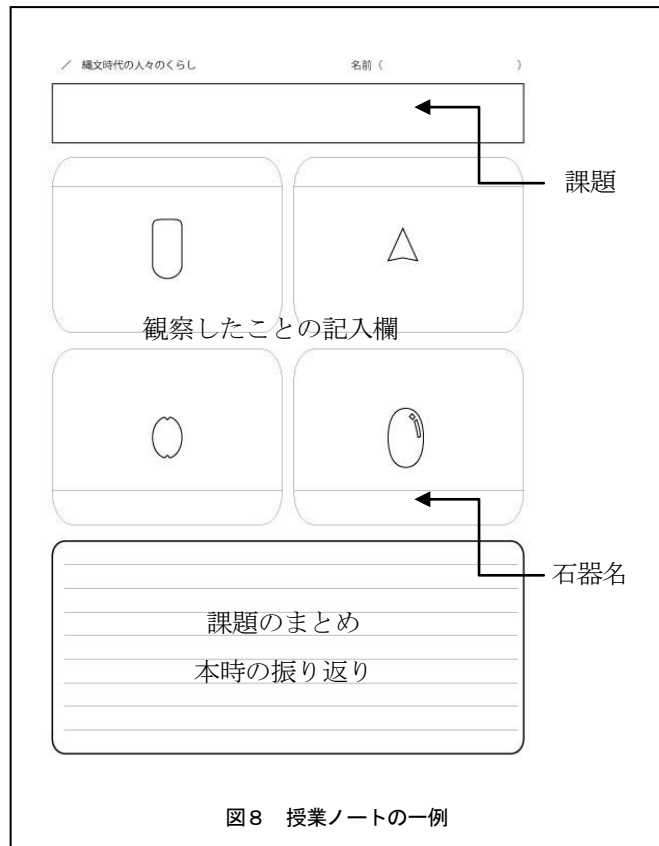 ／ 縄文時代の人々のくらし 名前（ ）
課題
観察したことの記入欄
石器名
課題のまとめ
本時の振り返り
図8 授業ノートの一例